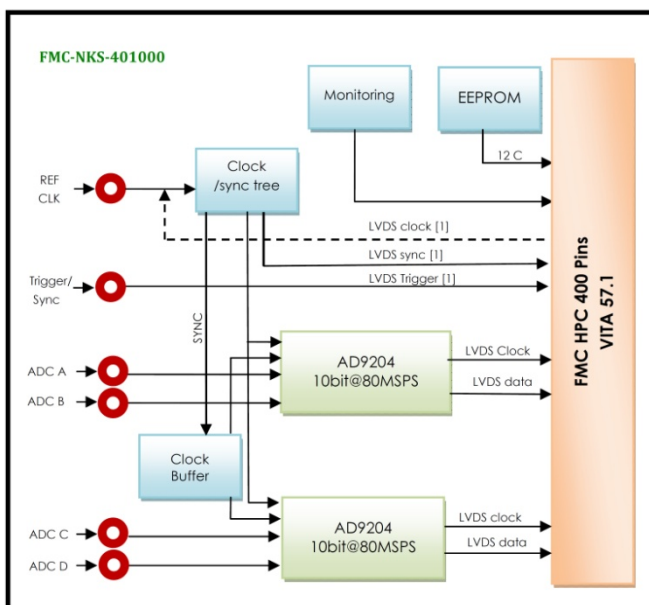 FMC-NKS-401000
Monitoring
EEPROM
12 C
REF
CLK
Clock
/sync tree
LVDS clock [1]
LVDS sync [1]
Trigger/
Sync
LVDS Trigger [1]
SYNC
ADC A
ADC B
AD9204
10bit@80MSPS
LVDS Clock
LVDS data
Clock
Buffer
ADC C
ADC D
AD9204
10bit@80MSPS
LVDS clock
LVDS data
FMC HPC 400 Pins
VITA 57.1